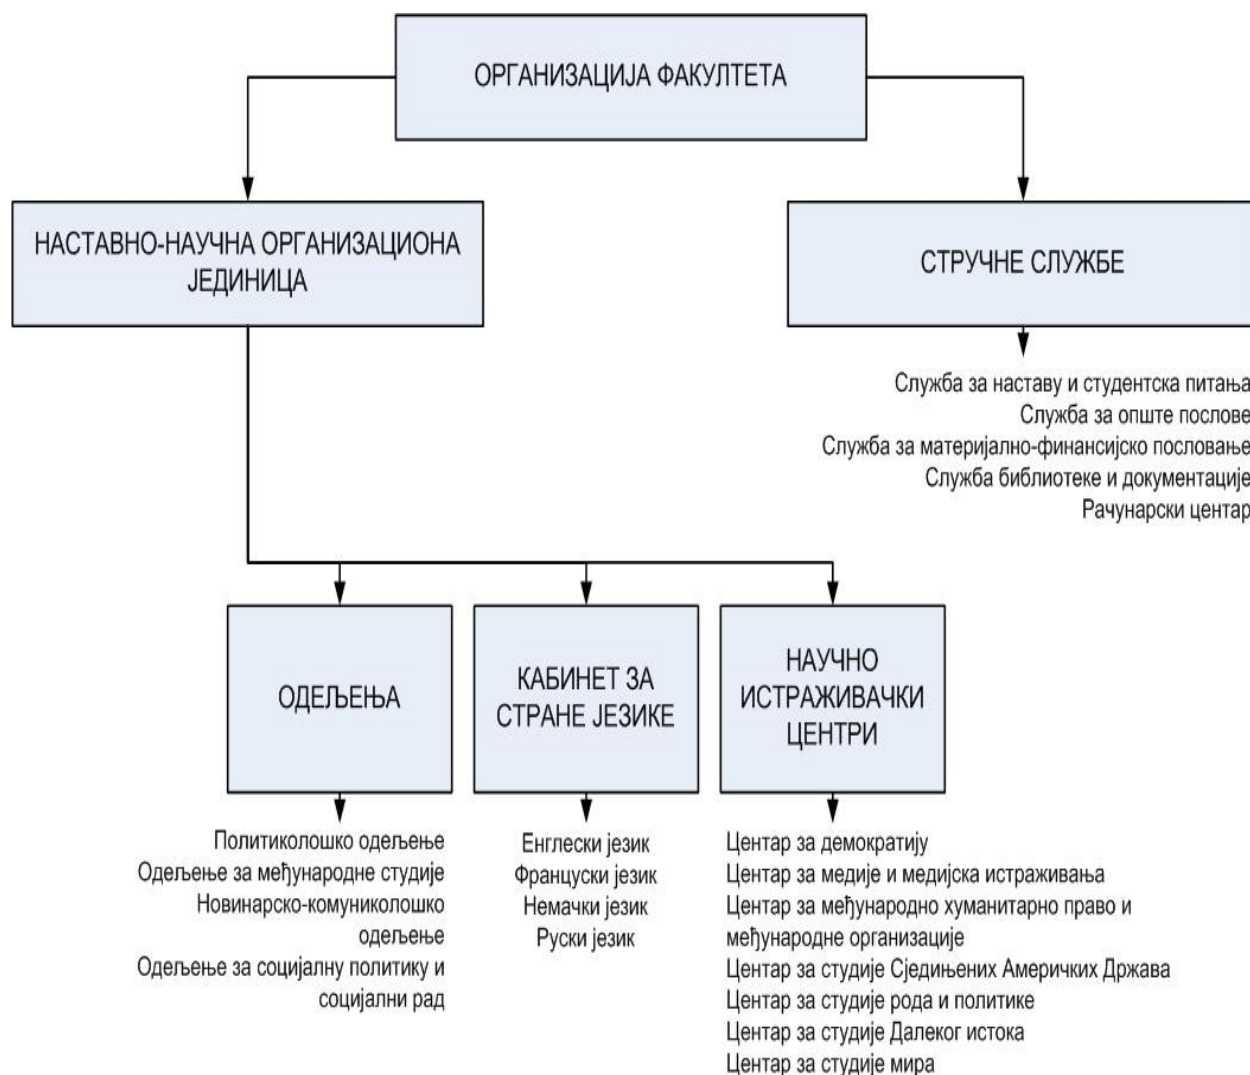 ОРГАНИЗАЦИЈА ФАКУЛТЕТА
НАСТАВНО-НАУЧНА ОРГАНИЗАЦИОНА
ЈЕДИНИЦА
СТРУЧНЕ СЛУЖБЕ
Служба за наставу и студентска питања
Служба за опште послове
Служба за материјално-финансијско пословање
Служба библиотеке и документације
Рачунарски центар
ОДЕЉЕЊА
КАБИНЕТ ЗА
СТРАНЕ ЈЕЗИКЕ
НАУЧНО
ИСТРАЖИВАЧКИ
ЦЕНТРИ
Политиколошко одељење
Одељење за међународне студије
Новинарско-комуниколошко
одељење
Одељење за социјалну политику и
социјални рад
Енглески језик
Француски језик
Немачки језик
Руски језик
Центар за демократију
Центар за медије и медијска истраживања
Центар за међународно хуманитарно право и
међународне организације
Центар за студије Сједињених Америчких Држава
Центар за студије рода и политике
Центар за студије Далеког истока
Центар за студије мира